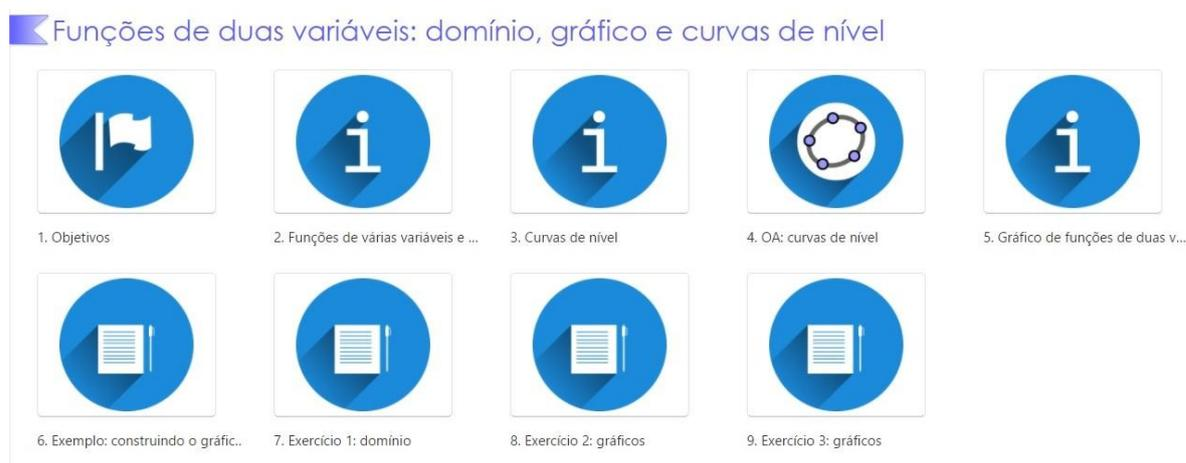 Funções de duas variáveis: domínio, gráfico e curvas de nível
1. Objetivos
2. Funções de várias variáveis e ...
3. Curvas de nível
4. OA: curvas de nível
5. Gráfico de funções de duas v...
6. Exemplo: construindo o gráfic..
7. Exercício 1: domínio
8. Exercício 2: gráficos
9. Exercício 3: gráficos